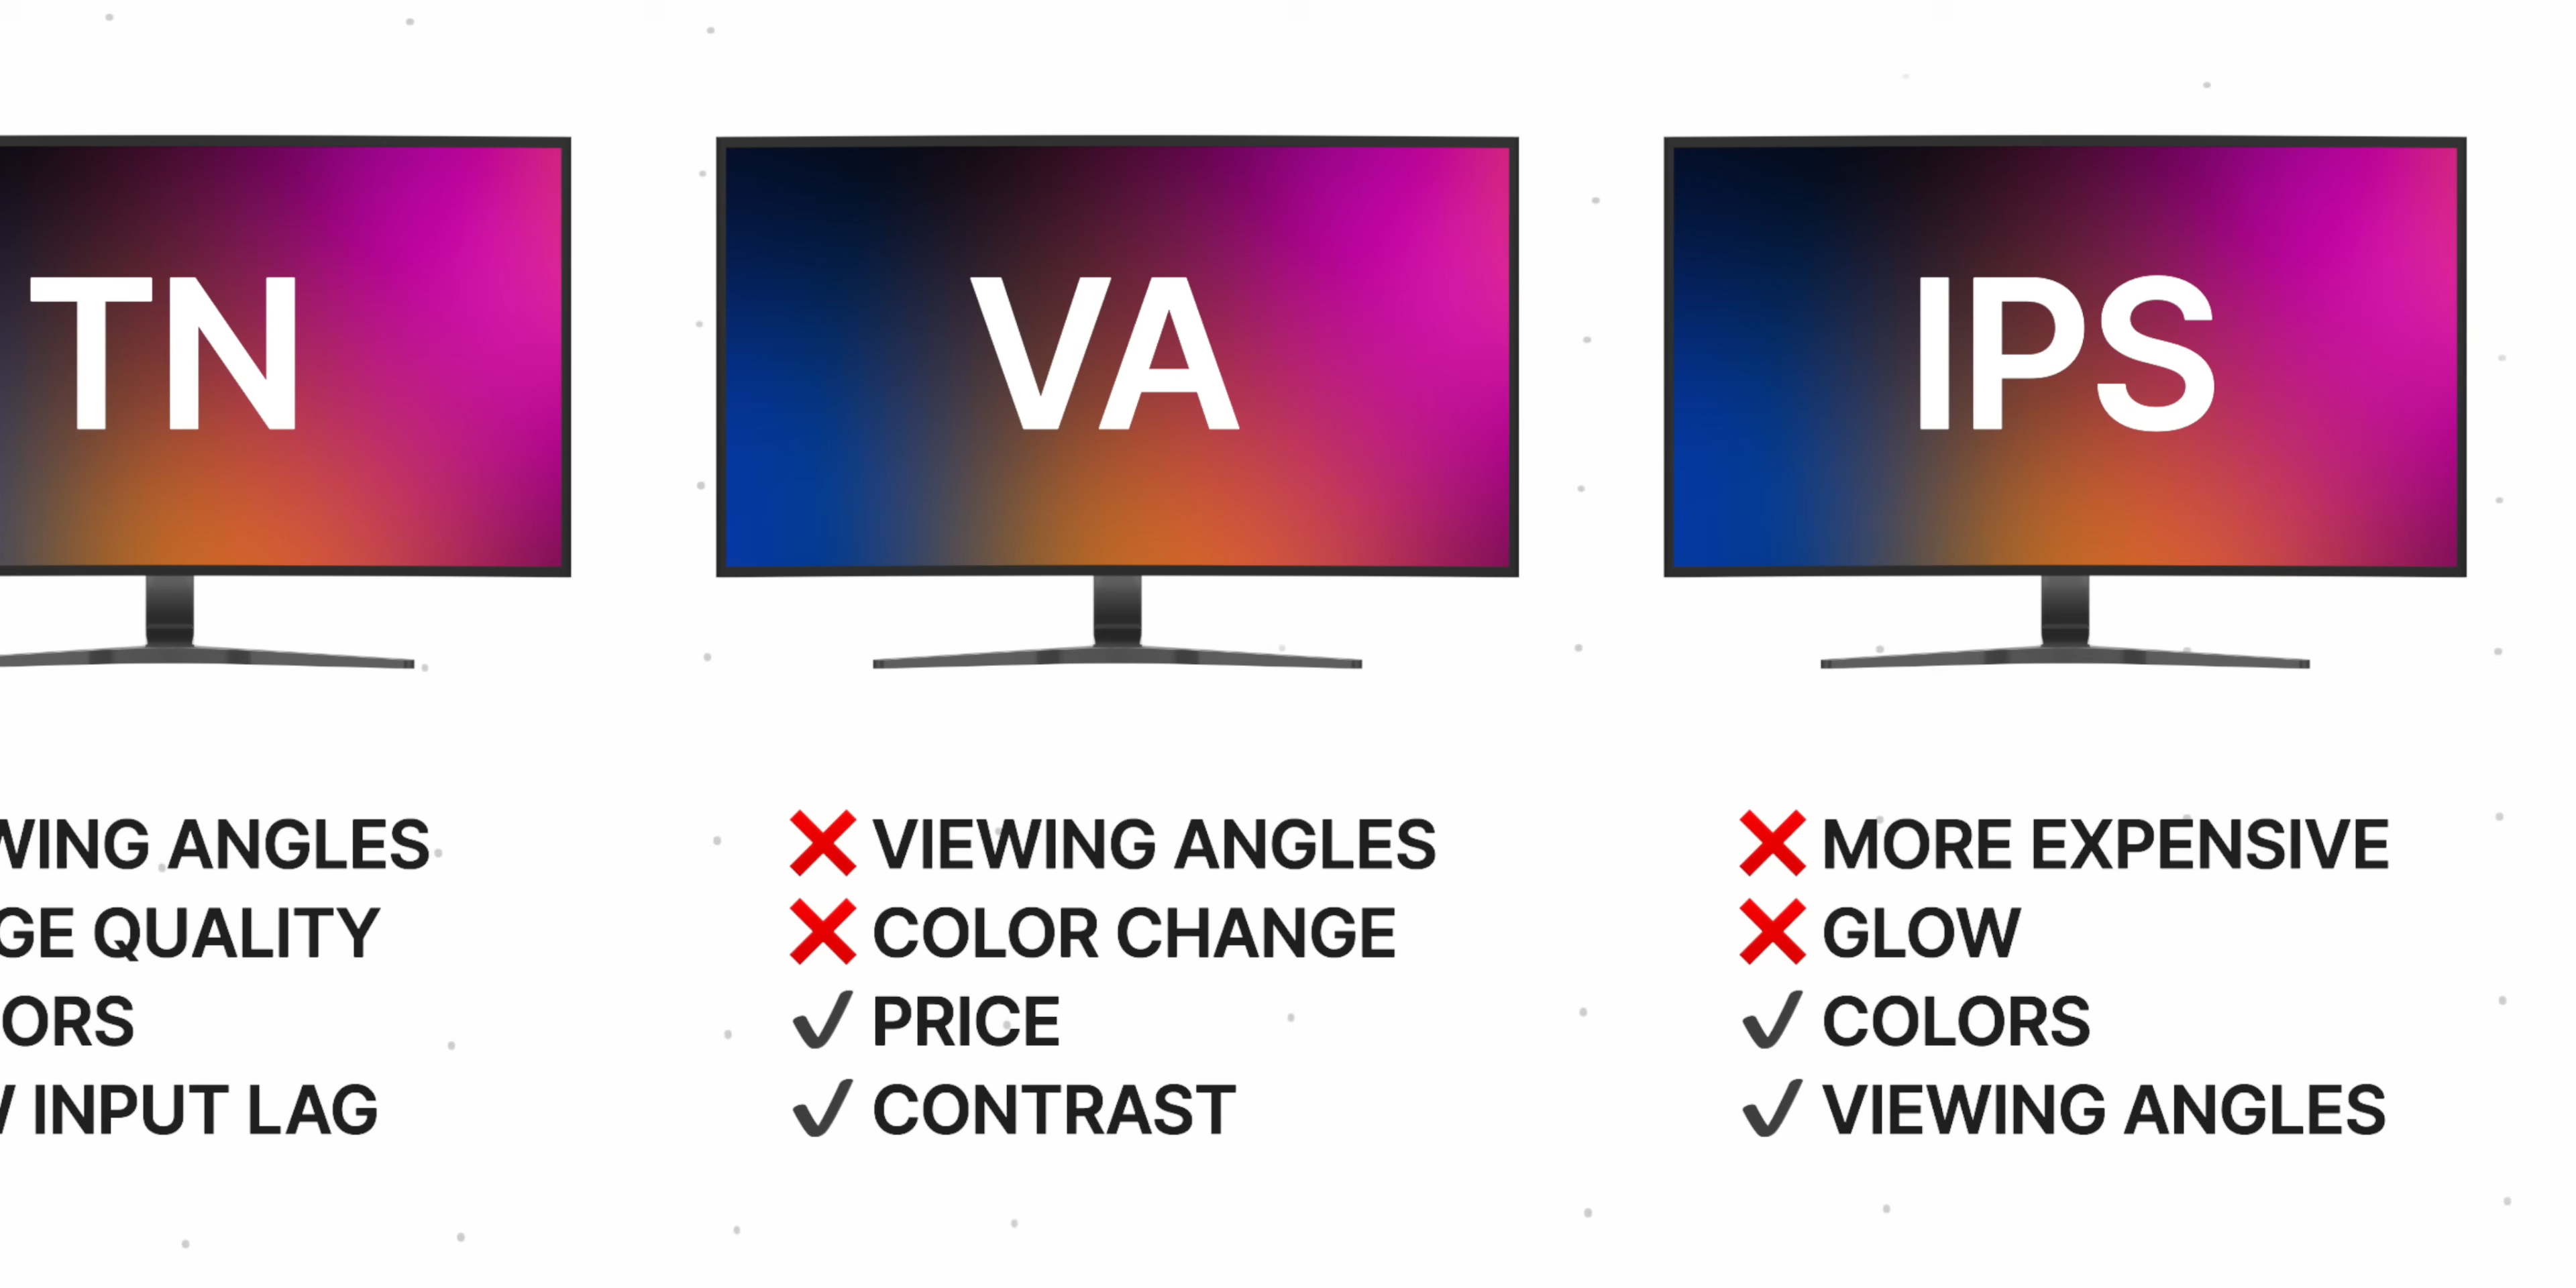 TN
VA
IPS
WING ANGLES
GE QUALITY
ORS
INPUT LAG
❌ VIEWING ANGLES
❌ COLOR CHANGE
✔ PRICE
✔ CONTRAST
❌ MORE EXPENSIVE
❌ GLOW
✔ COLORS
✔ VIEWING ANGLES